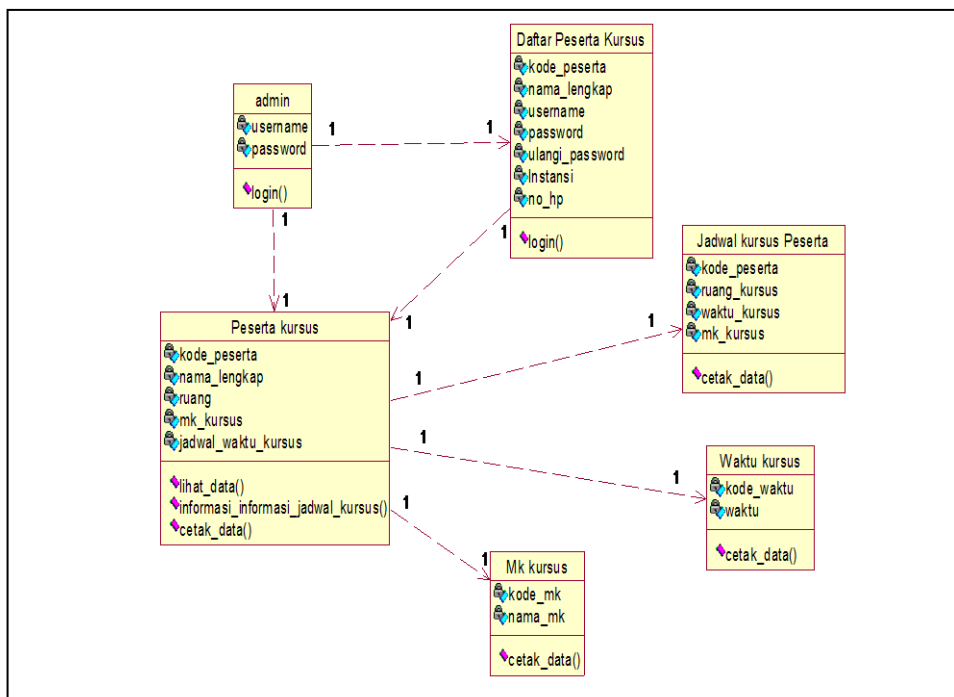 Daftar Peserta Kursus
kode_peserta
nama_lengkap
username
password
ulangi_password
Instansi
no_hp
login()
admin
username
password
login()
1
1
1
1
1
1
Jadwal kursus Peserta
kode_peserta
ruang_kursus
waktu_kursus
mk_kursus
cetak_data()
Peserta kursus
kode_peserta
nama_lengkap
ruang
mk_kursus
jadwal_waktu_kursus
lihat_data()
informasi_informasi_jadwal_kursus()
cetak_data()
1
1
1
1
1
1
Waktu kursus
kode_waktu
waktu
cetak_data()
Mk kursus
kode_mk
nama_mk
cetak_data()